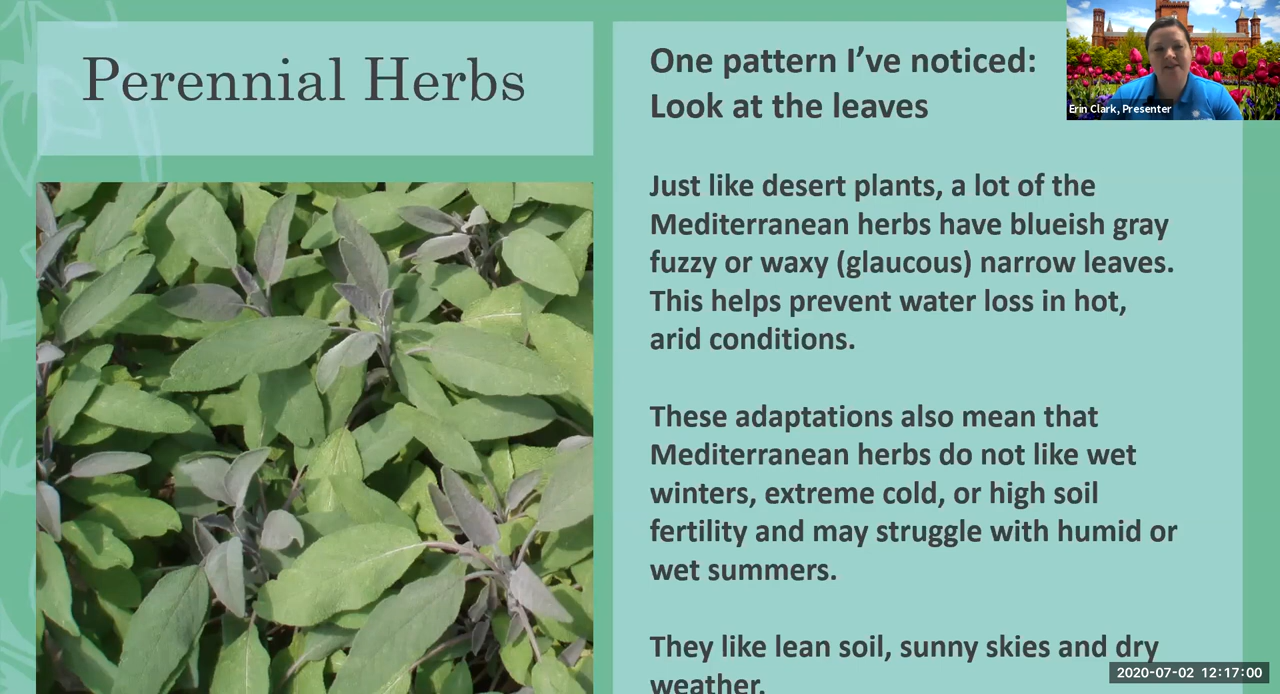 Perennial Herbs
One pattern I’ve noticed:
Look at the leaves
Just like desert plants, a lot of the
Mediterranean herbs have blueish gray
fuzzy or waxy (glaucous) narrow leaves.
This helps prevent water loss in hot,
arid conditions.
These adaptations also mean that
Mediterranean herbs do not like wet
winters, extreme cold, or high soil
fertility and may struggle with humid or
wet summers.
They like lean soil, sunny skies and dry
weather.
Erin Clark, Presenter
2020-07-02 12:17:00